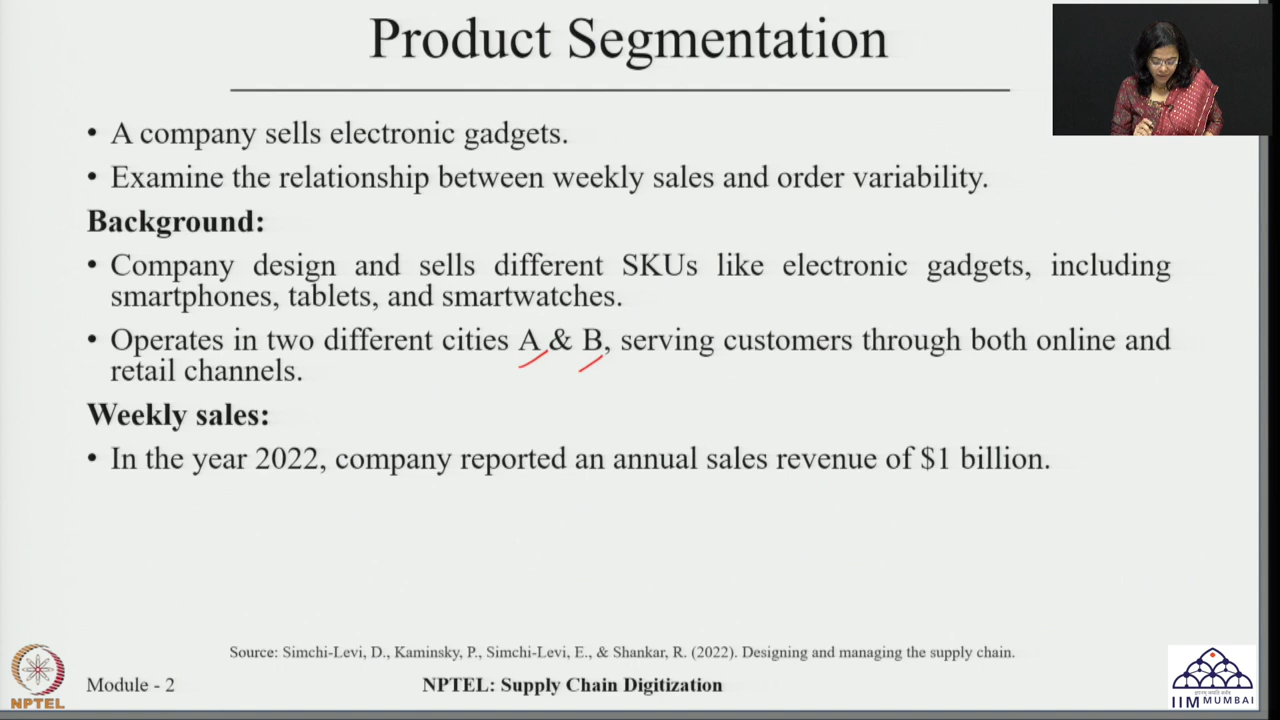 Product Segmentation
• A company sells electronic gadgets.
• Examine the relationship between weekly sales and order variability.
Background:
• Company design and sells different SKUs like electronic gadgets, including
smartphones, tablets, and smartwatches.
• Operates in two different cities A & B, serving customers through both online and
retail channels.
Weekly sales:
• In the year 2022, company reported an annual sales revenue of $1 billion.
Source: Simchi-Levi, D., Kaminsky, P., Simchi-Levi, E., & Shankar, R. (2022). Designing and managing the supply chain.
NPTEL
Module - 2
NPTEL: Supply Chain Digitization
IIM MUMBAI